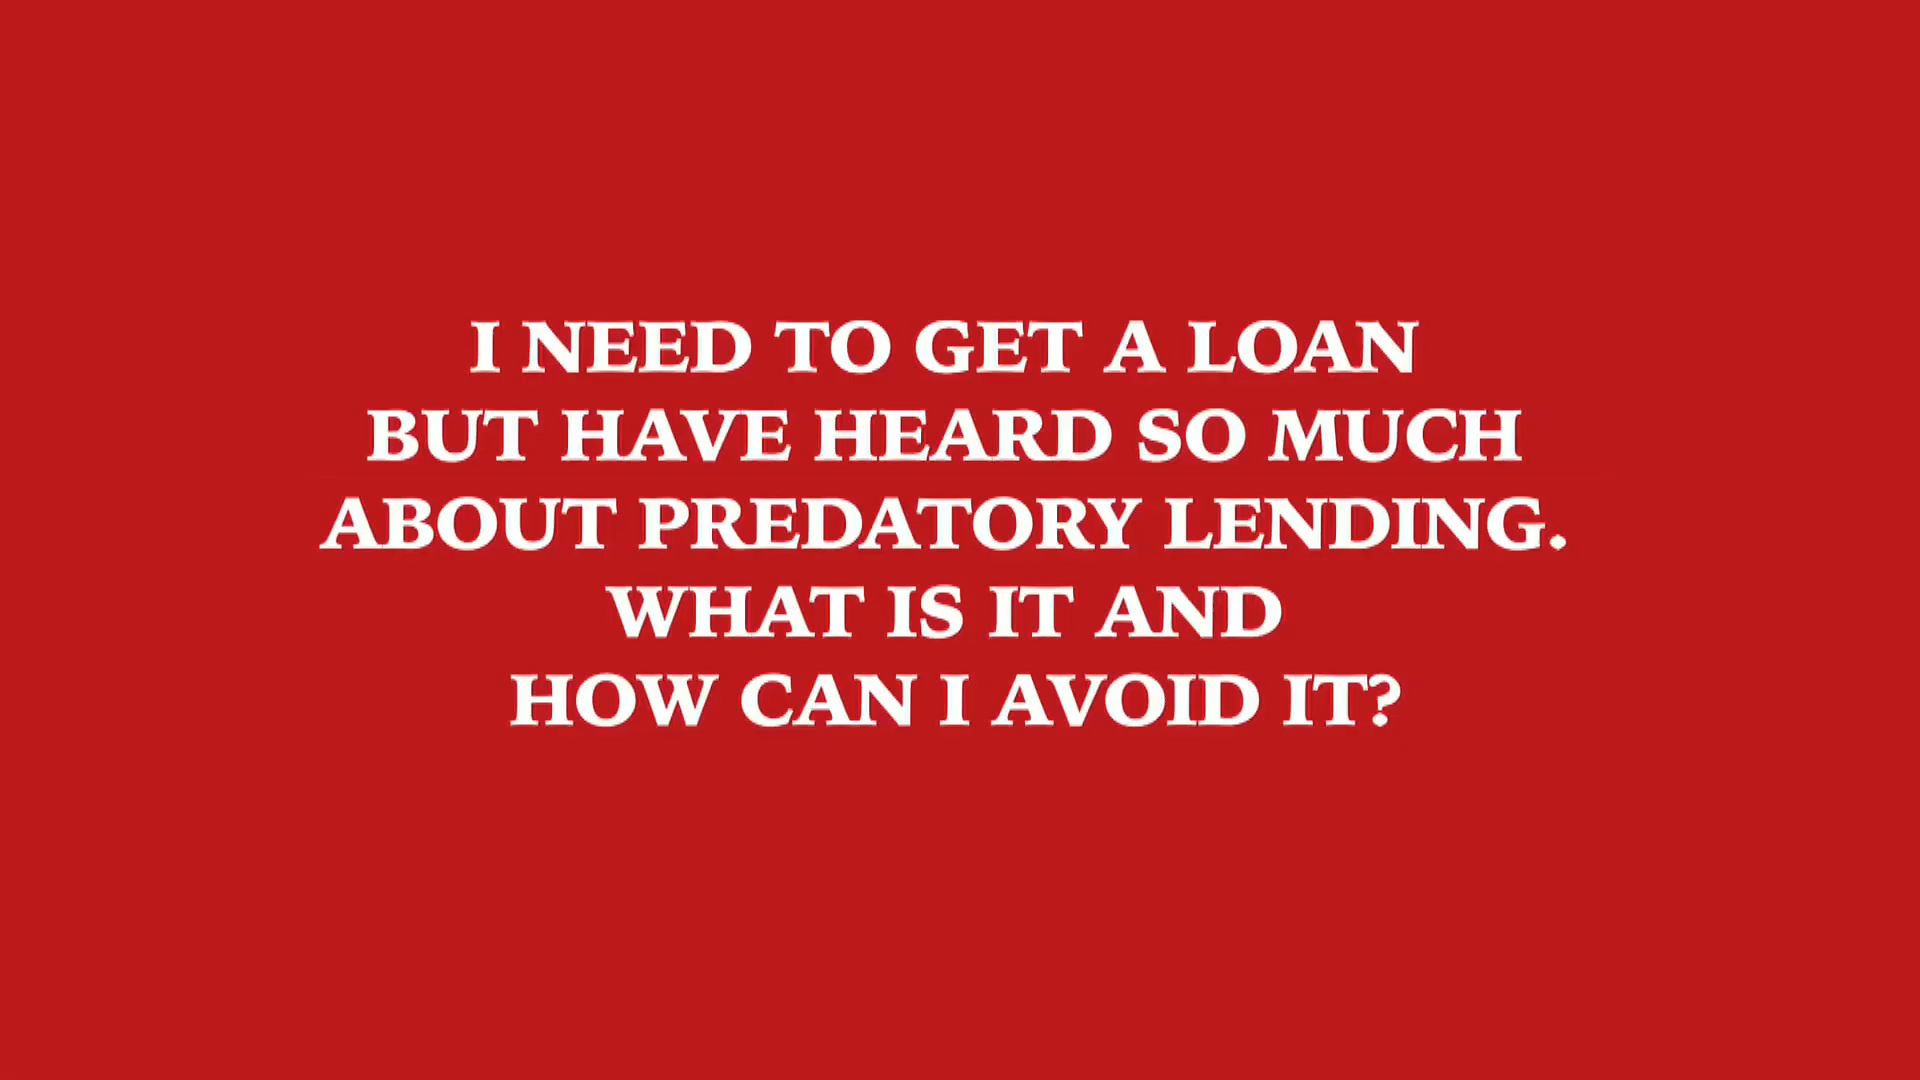 I NEED TO GET A LOAN
BUT HAVE HEARD SO MUCH
ABOUT PREDATORY LENDING.
WHAT IS IT AND
HOW CAN I AVOID IT?